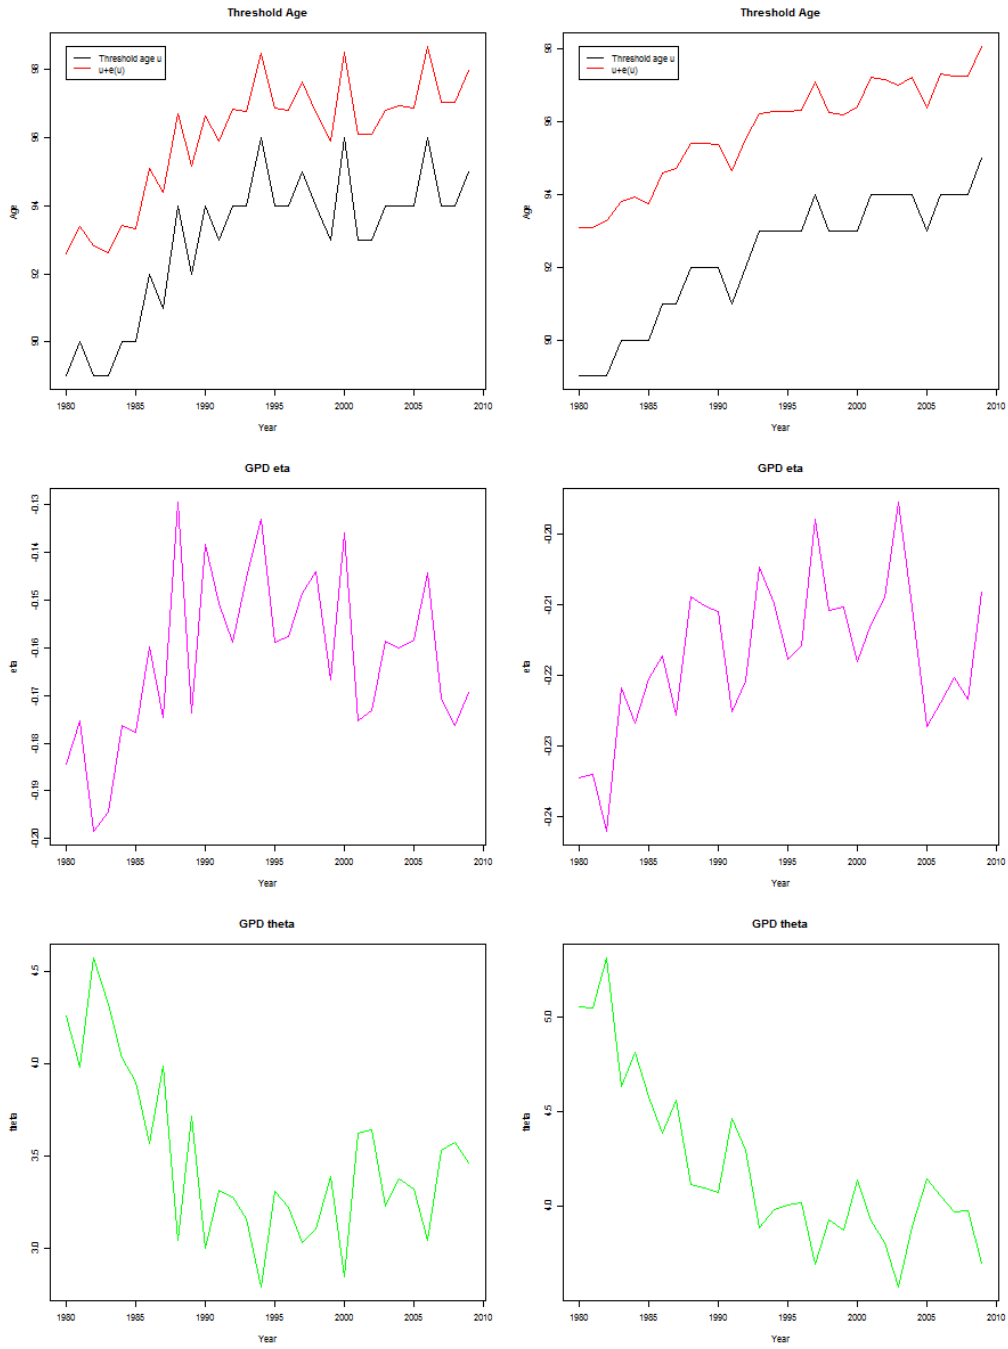 Threshold Age
Threshold age u
u+e(u)
98
96
94
92
90
Age
1980 1985 1990 1995 2000 2005 2010
Year
Threshold Age
Threshold age u
u+e(u)
98
96
94
92
90
Age
1980 1985 1990 1995 2000 2005 2010
Year
GPD eta
-0.13
-0.14
-0.15
-0.16
-0.17
-0.18
-0.19
-0.20
eta
1980 1985 1990 1995 2000 2005 2010
Year
GPD eta
-0.20
-0.21
-0.22
-0.23
-0.24
eta
1980 1985 1990 1995 2000 2005 2010
Year
GPD theta
4.5
4.0
3.5
3.0
theta
1980 1985 1990 1995 2000 2005 2010
Year
GPD theta
5.0
4.5
4.0
theta
1980 1985 1990 1995 2000 2005 2010
Year